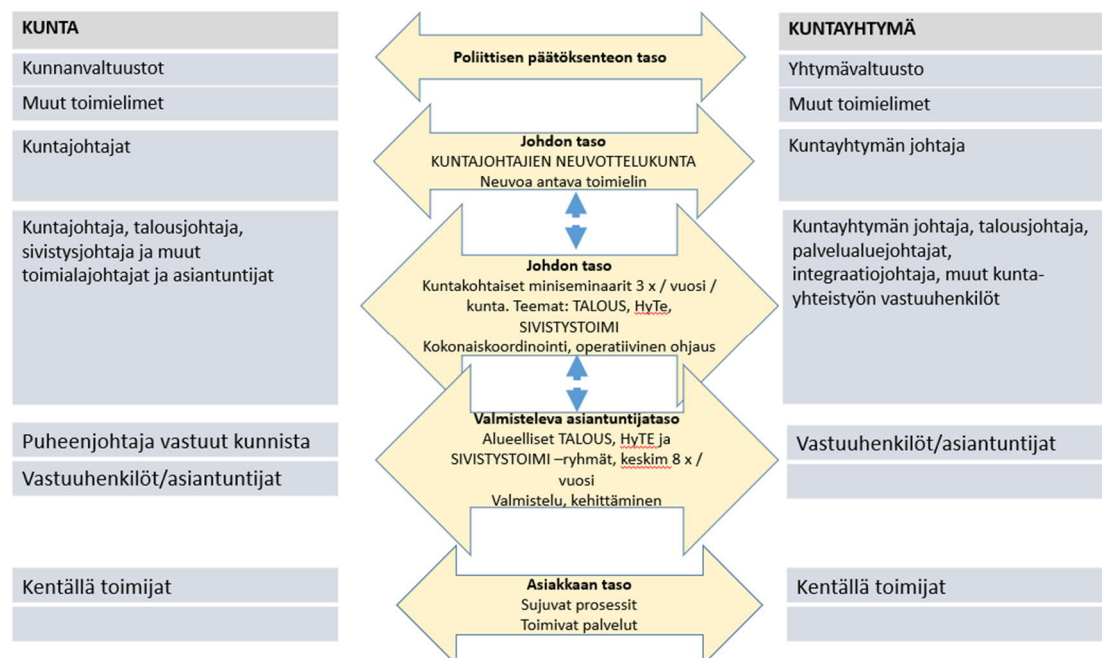 KUNTA
Kunnanvaltuustot
Muut toimielimet
Kuntajohtajat
Kuntajohtaja, talousjohtaja,
sivistysjohtaja ja muut
toimialajohtajat ja asiantuntijat
Puheenjohtaja vastuut kunnista
Vastuuhenkilöt/asiantuntijat
Kentällä toimijat
Poliittisen päätöksenteon taso
Johdon taso
KUNTAJOHTAJIEN NEUVOTTELUKUNTA
Neuvoa antava toimielin
Johdon taso
Kuntakohtaiset miniseminaarit 3 x / vuosi /
kunta. Teemat: TALOUS, HyTe,
SIVISTYSTOIMI
Kokonaiskoordinointi, operatiivinen ohjaus
Valmisteleva asiantuntijataso
Alueelliset TALOUS, HyTE ja
SIVISTYSTOIMI –ryhmät, keskim 8 x /
vuosi
Valmistelu, kehittäminen
Asiakkaan taso
Sujuvat prosessit
Toimivat palvelut
KUNTAYHTYMÄ
Yhtymävaltuusto
Muut toimielimet
Kuntayhtymän johtaja
Kuntayhtymän johtaja, talousjohtaja,
palvelualuejohtajat,
integraatiojohtaja, muut kunta-
yhteistyön vastuuhenkilöt
Vastuuhenkilöt/asiantuntijat
Kentällä toimijat